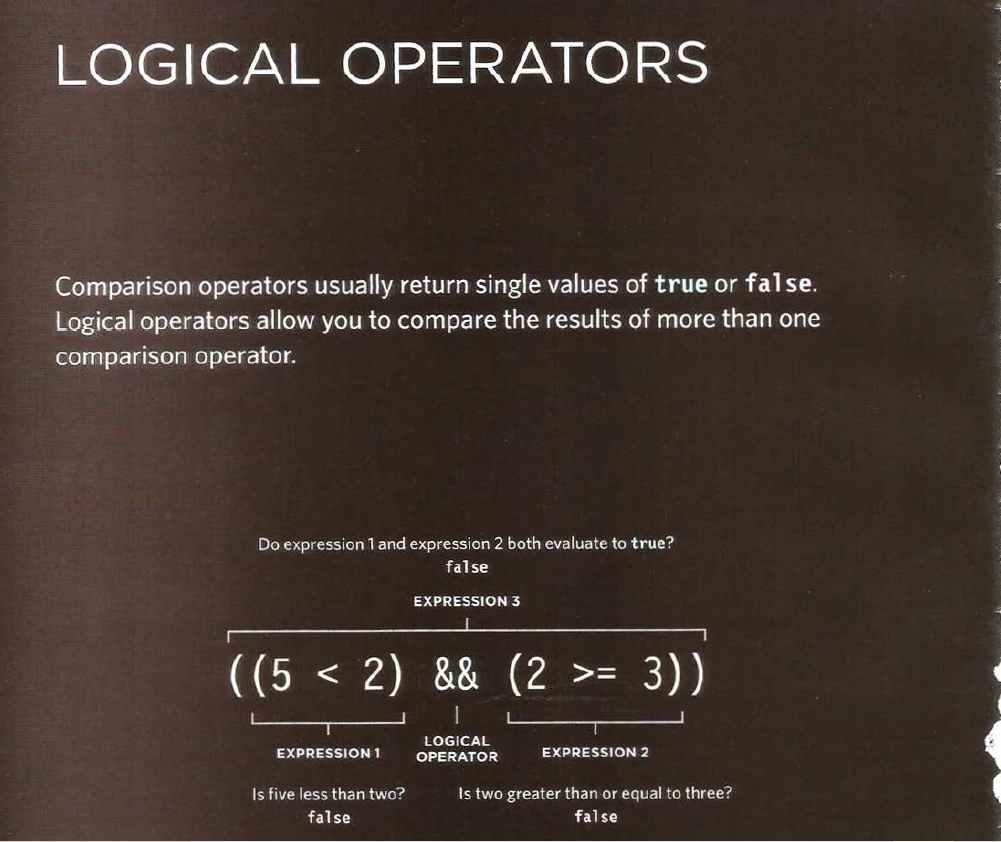 LOGICAL OPERATORS
Comparison operators usually return single values of true or false.
Logical operators allow you to compare the results of more than one
comparison operator.
Do expression 1 and expression 2 both evaluate to true?
false
EXPRESSION 3
((5 < 2) && (2 >= 3))
EXPRESSION 1
LOGICAL
OPERATOR
EXPRESSION 2
Is five less than two?
false
Is two greater than or equal to three?
false